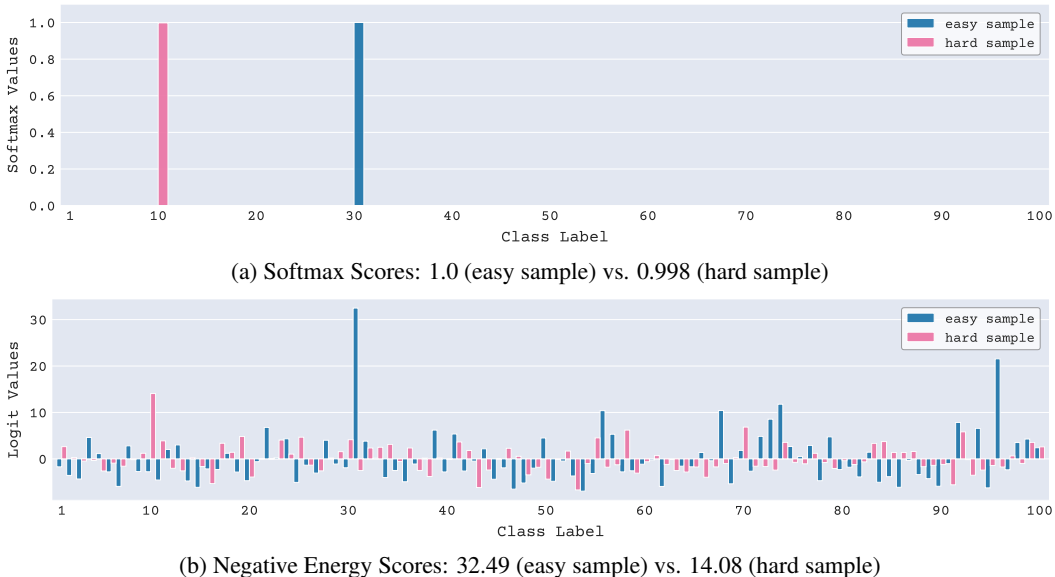 1.0
0.8
0.6
0.4
0.2
0.0
Softmax Values
easy sample
hard sample
1 10 20 30 40 50 60 70 80 90 100
Class Label
(a) Softmax Scores: 1.0 (easy sample) vs. 0.998 (hard sample)
30
20
10
0
Logit Values
easy sample
hard sample
1 10 20 30 40 50 60 70 80 90 100
Class Label
(b) Negative Energy Scores: 32.49 (easy sample) vs. 14.08 (hard sample)